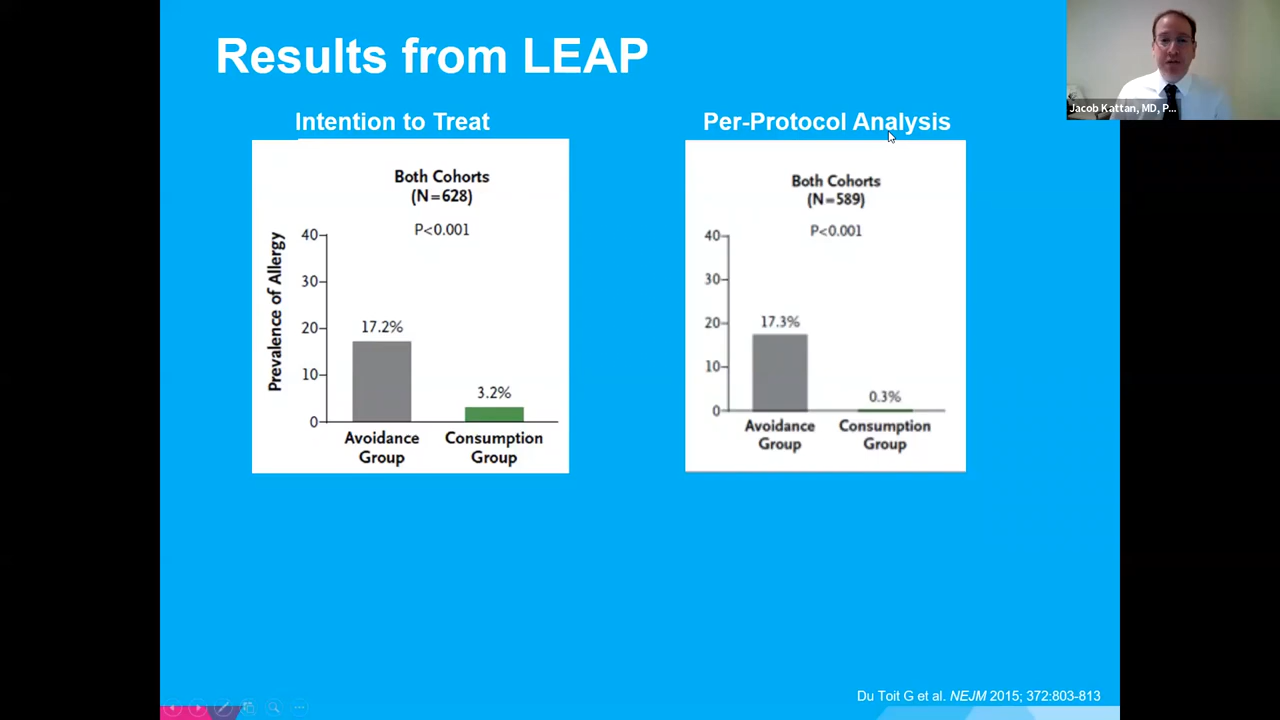 Results from LEAP
Jacob Kattan, MD, P...
Intention to Treat
Both Cohorts
(N=628)
P<0.001
Prevalence of Allergy
40
30
20
10
0
17.2%
3.2%
Avoidance
Group
Consumption
Group
Per-Protocol Analysis
Both Cohorts
(N=589)
P<0.001
40
30
20
10
0
17.3%
0.3%
Avoidance
Group
Consumption
Group
Du Toit G et al. NEJM 2015; 372:803-813